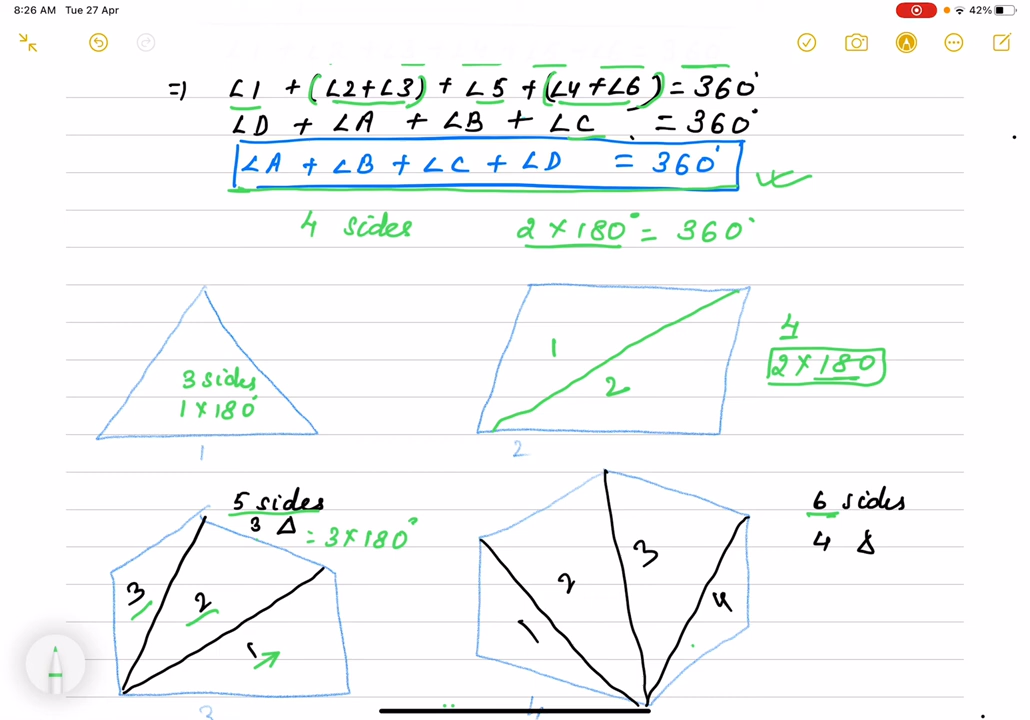 8:26 AM Tue 27 Apr
42%
=) ∠1 + (∠2+∠3) + ∠5 + (∠4+∠6) = 360°
∠D + ∠A + ∠B + ∠C = 360°
∠A + ∠B + ∠C + ∠D = 360°
4 sides 2 × 180° = 360°
3 sides
1 × 180°
1
1
2
2
4
2 × 180
5 sides
3 Δ = 3 × 180°
3
2
1
3
6 sides
4 Δ
1
2
3
4
4